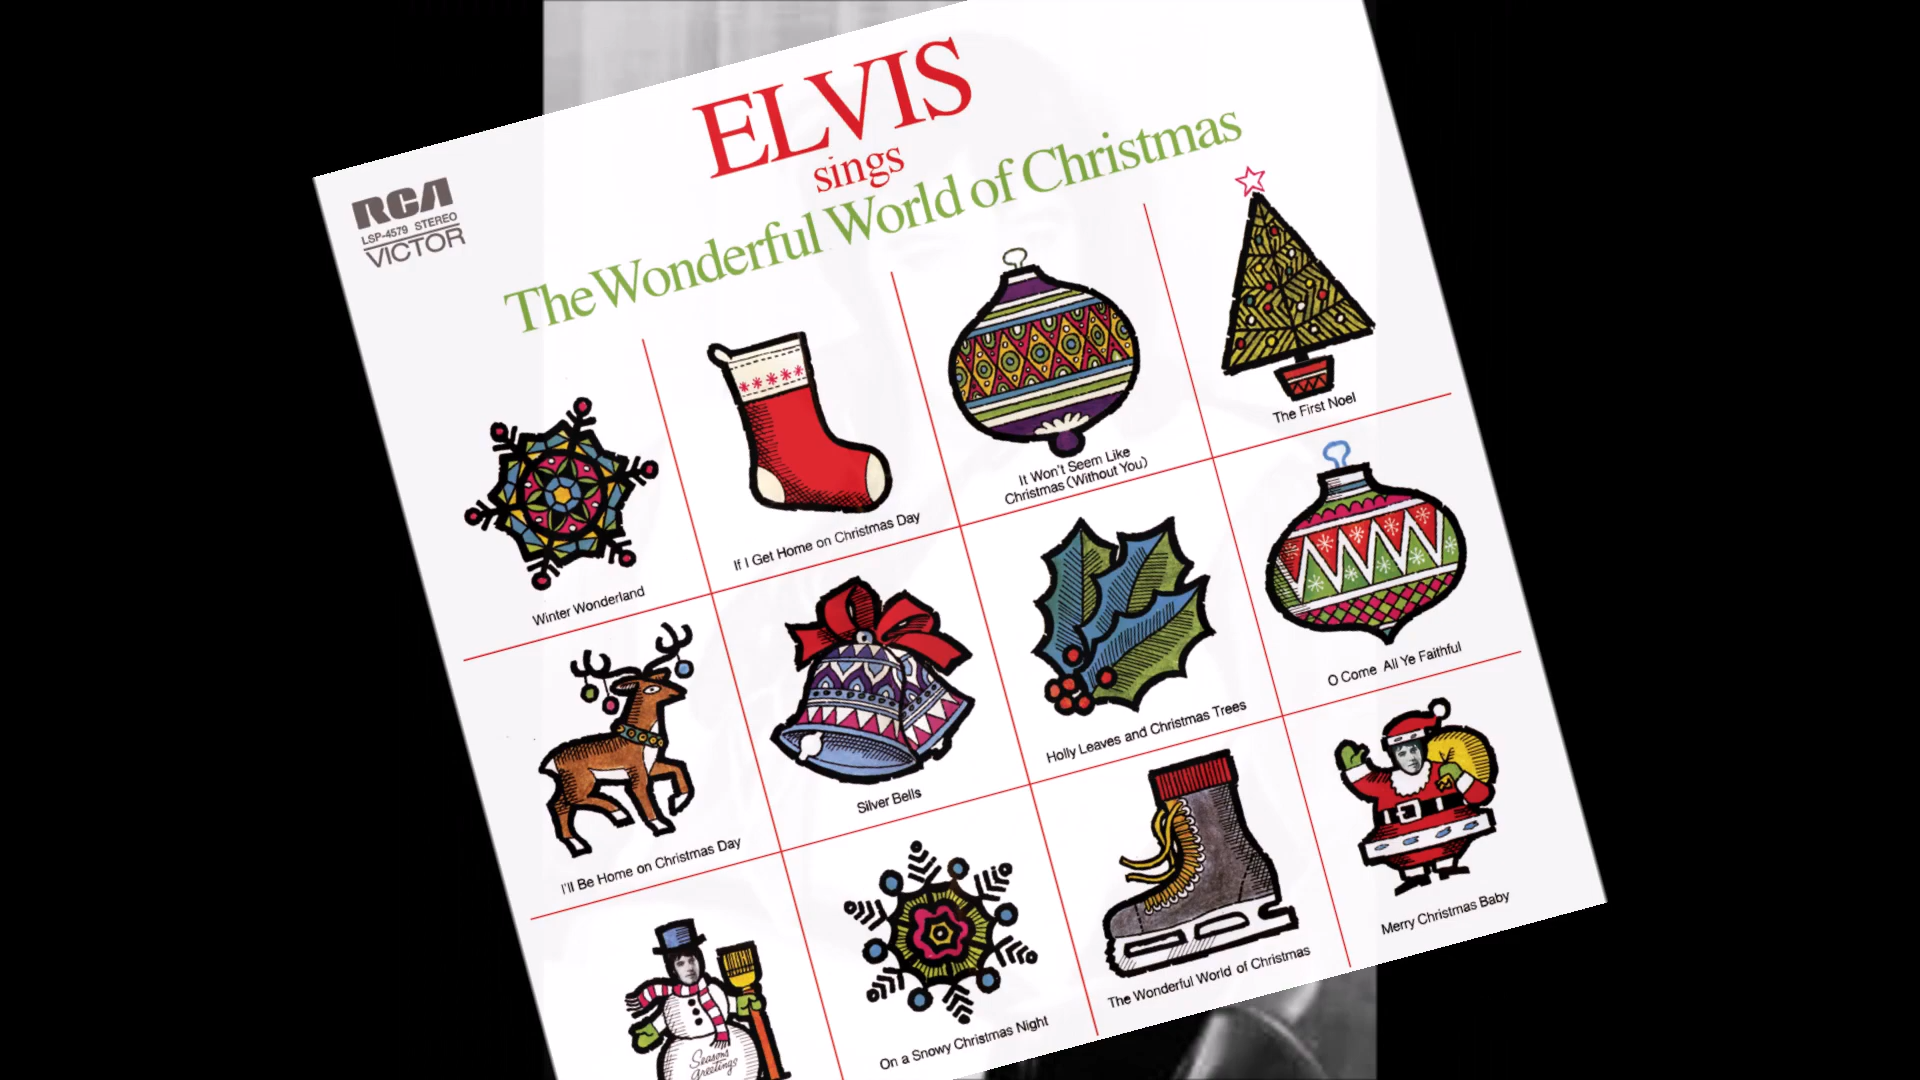 ELVIS
sings
The Wonderful World of Christmas
RCA
LSP-4579 STEREO
VICTOR
Winter Wonderland
If I Get Home on Christmas Day
It Won't Seem Like
Christmas (Without You)
The First Noel
I'll Be Home on Christmas Day
Silver Bells
Holly Leaves and Christmas Trees
O Come All Ye Faithful
Seasons
Greetings
On a Snowy Christmas Night
The Wonderful World of Christmas
Merry Christmas Baby